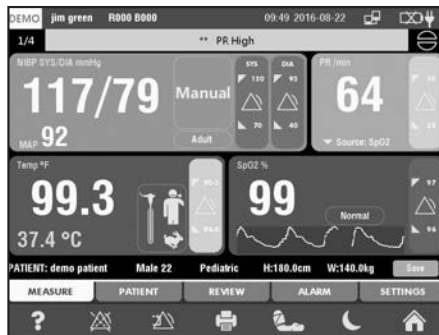 DEMO jim green R000 B000 09:49 2016-08-22
1/4 ** PR High
NIBP SYS/DIA mmHg SYS DIA PR /min
117/79 Manual 120 92 64
MAP 92 Adult 70 40 Source: SpO2
Temp °F SpO2 %
99.3 99 97
37.4 °C Normal 96
PATIENT: demo patient Male 22 Pediatric H:180.0cm W:140.0kg Save
MEASURE PATIENT REVIEW ALARM SETTINGS
?